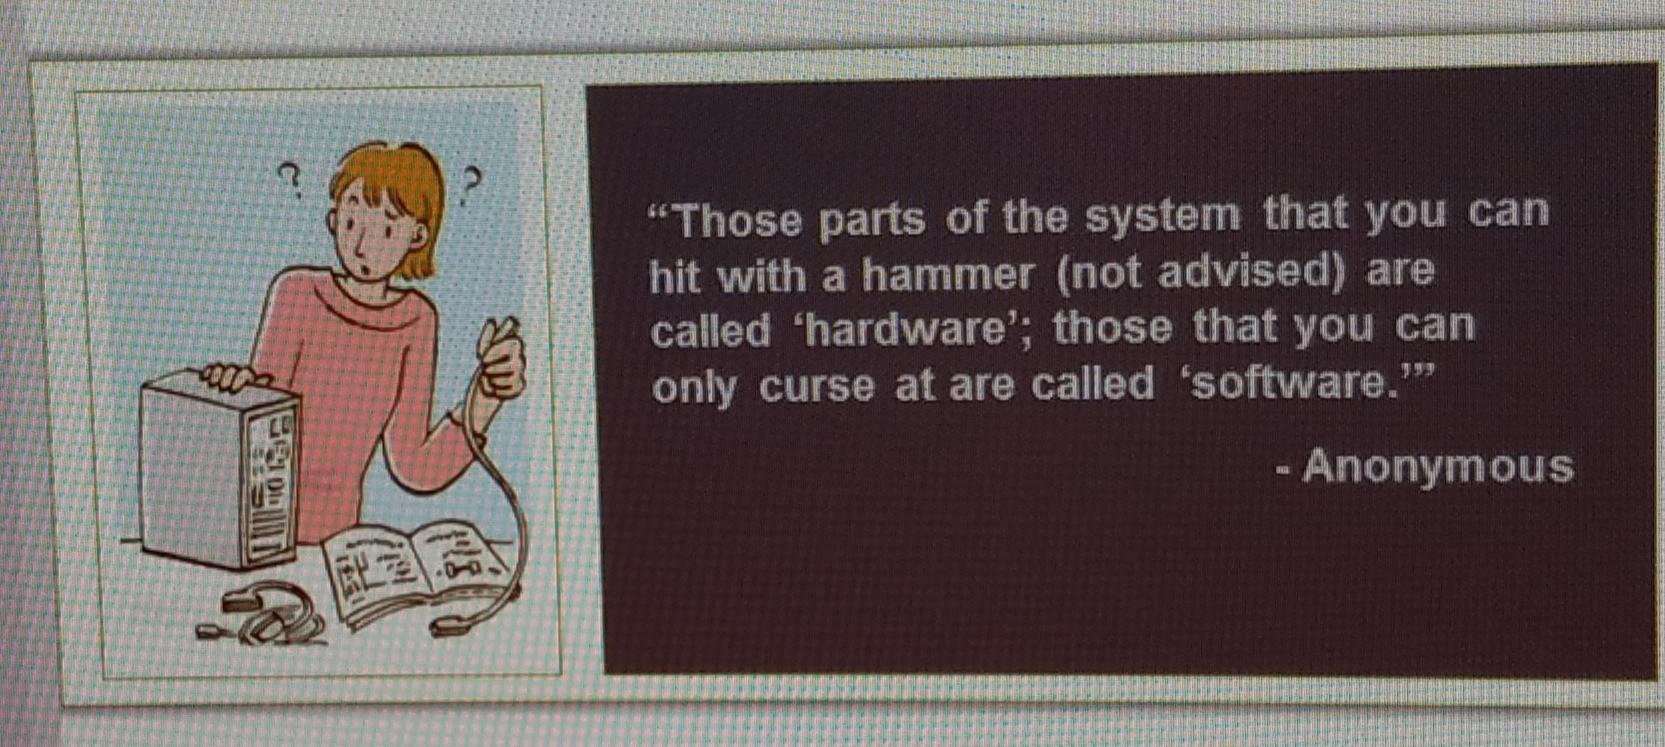 ?
?
“Those parts of the system that you can
hit with a hammer (not advised) are
called ‘hardware’; those that you can
only curse at are called ‘software.’”
- Anonymous